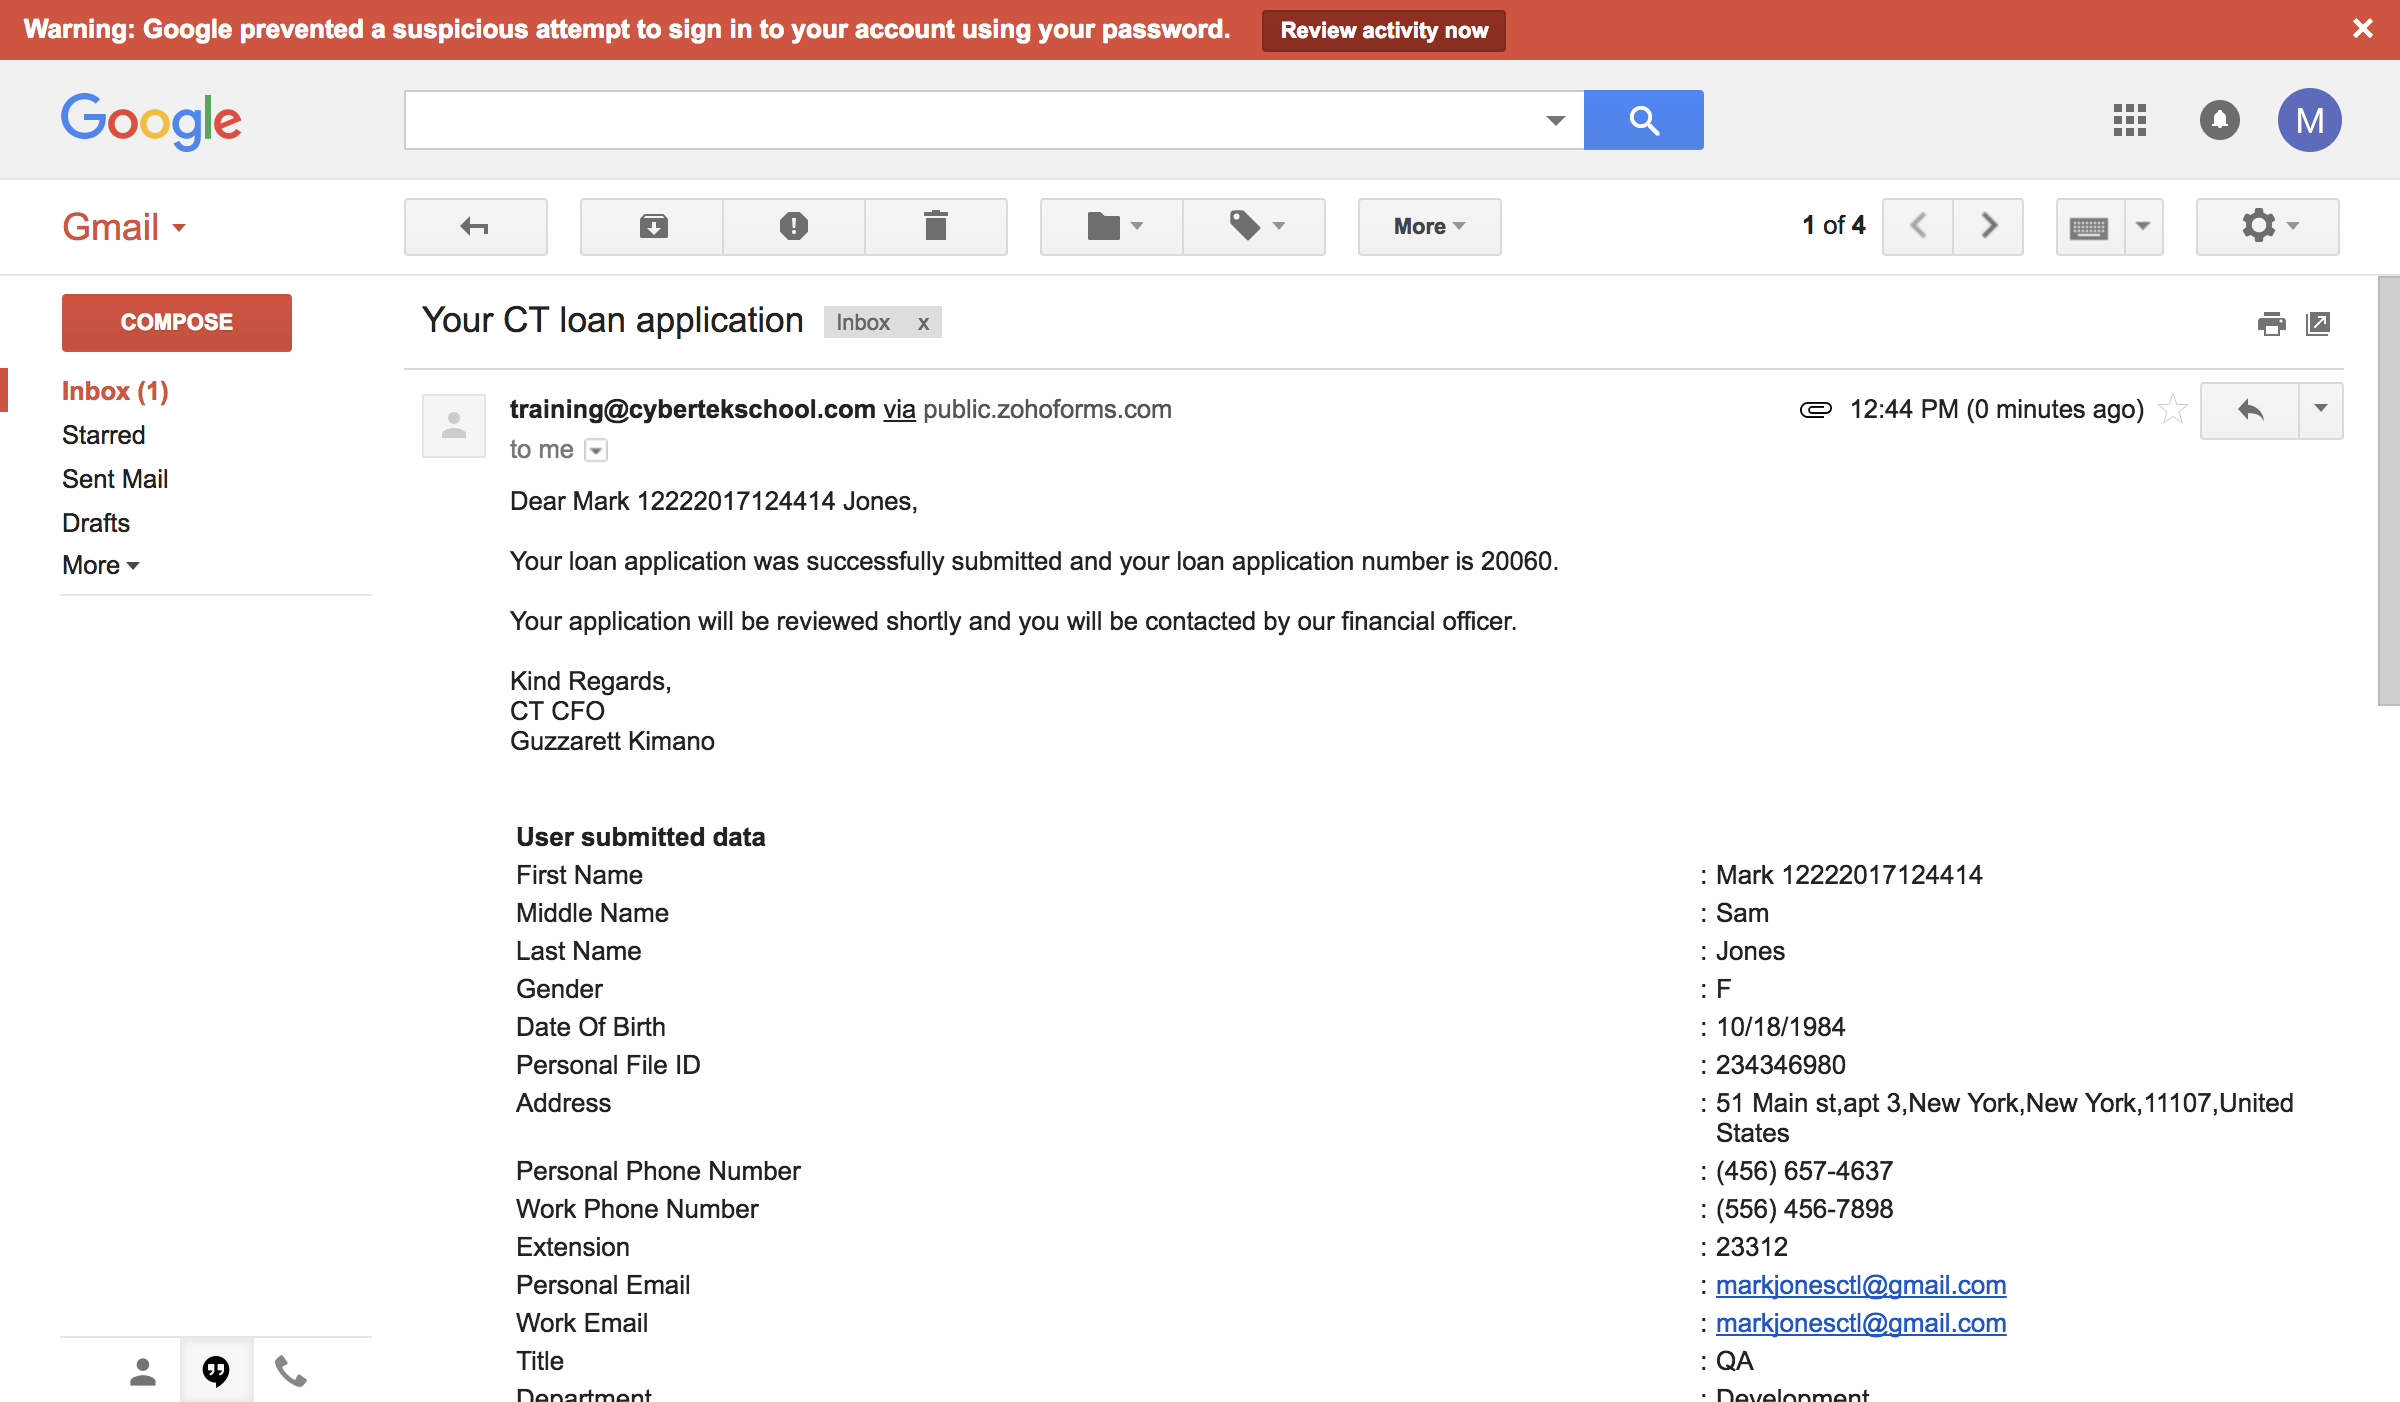 Warning: Google prevented a suspicious attempt to sign in to your account using your password. Review activity now ×
Google
M
Gmail
More
1 of 4
COMPOSE
Your CT loan application Inbox x
Inbox (1)
Starred
Sent Mail
Drafts
More
training@cybertekschool.com via public.zohoforms.com
12:44 PM (0 minutes ago)
to me
Dear Mark 12222017124414 Jones,
Your loan application was successfully submitted and your loan application number is 20060.
Your application will be reviewed shortly and you will be contacted by our financial officer.
Kind Regards,
CT CFO
Guzzarett Kimano
User submitted data
First Name : Mark 12222017124414
Middle Name : Sam
Last Name : Jones
Gender : F
Date Of Birth : 10/18/1984
Personal File ID : 234346980
Address : 51 Main st,apt 3,New York,New York,11107,United
States
Personal Phone Number : (456) 657-4637
Work Phone Number : (556) 456-7898
Extension : 23312
Personal Email : markjonesctl@gmail.com
Work Email : markjonesctl@gmail.com
Title : QA
Department : Development